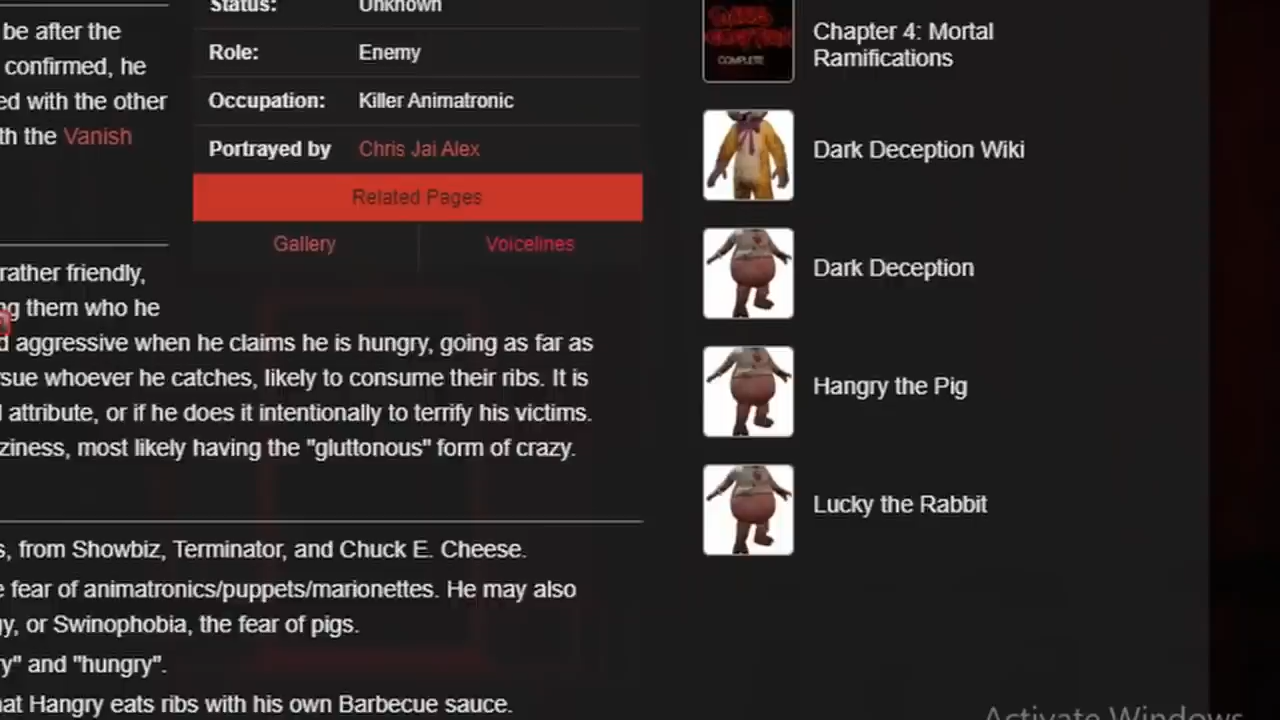 be after the
confirmed, he
ed with the other
th the Vanish
rather friendly,
ng them who he
d aggressive when he claims he is hungry, going as far as
rsue whoever he catches, likely to consume their ribs. It is
l attribute, or if he does it intentionally to terrify his victims.
ziness, most likely having the "gluttonous" form of crazy.
s, from Showbiz, Terminator, and Chuck E. Cheese.
e fear of animatronics/puppets/marionettes. He may also
gy, or Swinophobia, the fear of pigs.
ry" and "hungry".
hat Hangry eats ribs with his own Barbecue sauce.
Status: Unknown
Role: Enemy
Occupation: Killer Animatronic
Portrayed by Chris Jai Alex
Related Pages
Gallery Voicelines
COMPLETE
Chapter 4: Mortal
Ramifications
Dark Deception Wiki
Dark Deception
Hangry the Pig
Lucky the Rabbit
Activate Windows